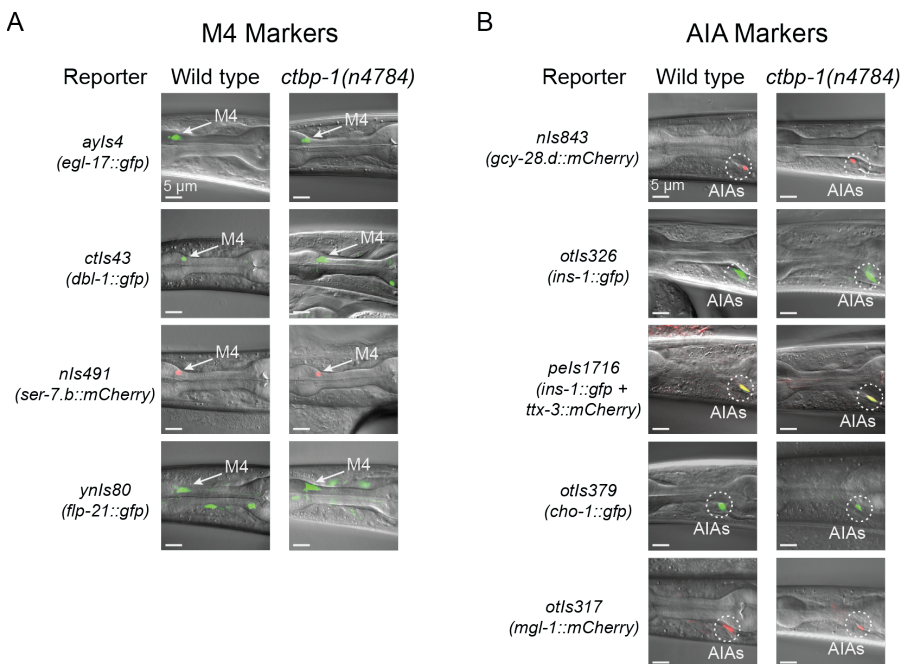 A
M4 Markers
Reporter Wild type ctbp-1(n4784)
ayIs4
(egl-17::gfp)
M4
5 µm
M4
ctIs43
(dbl-1::gfp)
M4
M4
nIs491
(ser-7.b::mCherry)
M4
M4
ynIs80
(flp-21::gfp)
M4
M4
B
AIA Markers
Reporter Wild type ctbp-1(n4784)
nIs843
(gcy-28.d::mCherry)
5 µm
AIAs
AIAs
otIs326
(ins-1::gfp)
AIAs
AIAs
peIs1716
(ins-1::gfp +
ttx-3::mCherry)
AIAs
AIAs
otIs379
(cho-1::gfp)
AIAs
AIAs
otIs317
(mgl-1::mCherry)
AIAs
AIAs